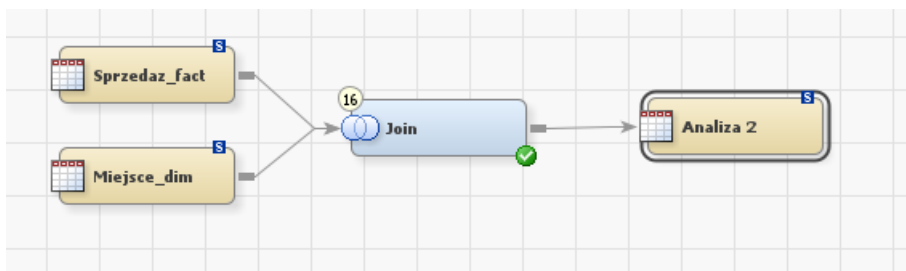 S
Sprzedaz_fact
16
Join
S
Analiza 2
S
Miejsce_dim